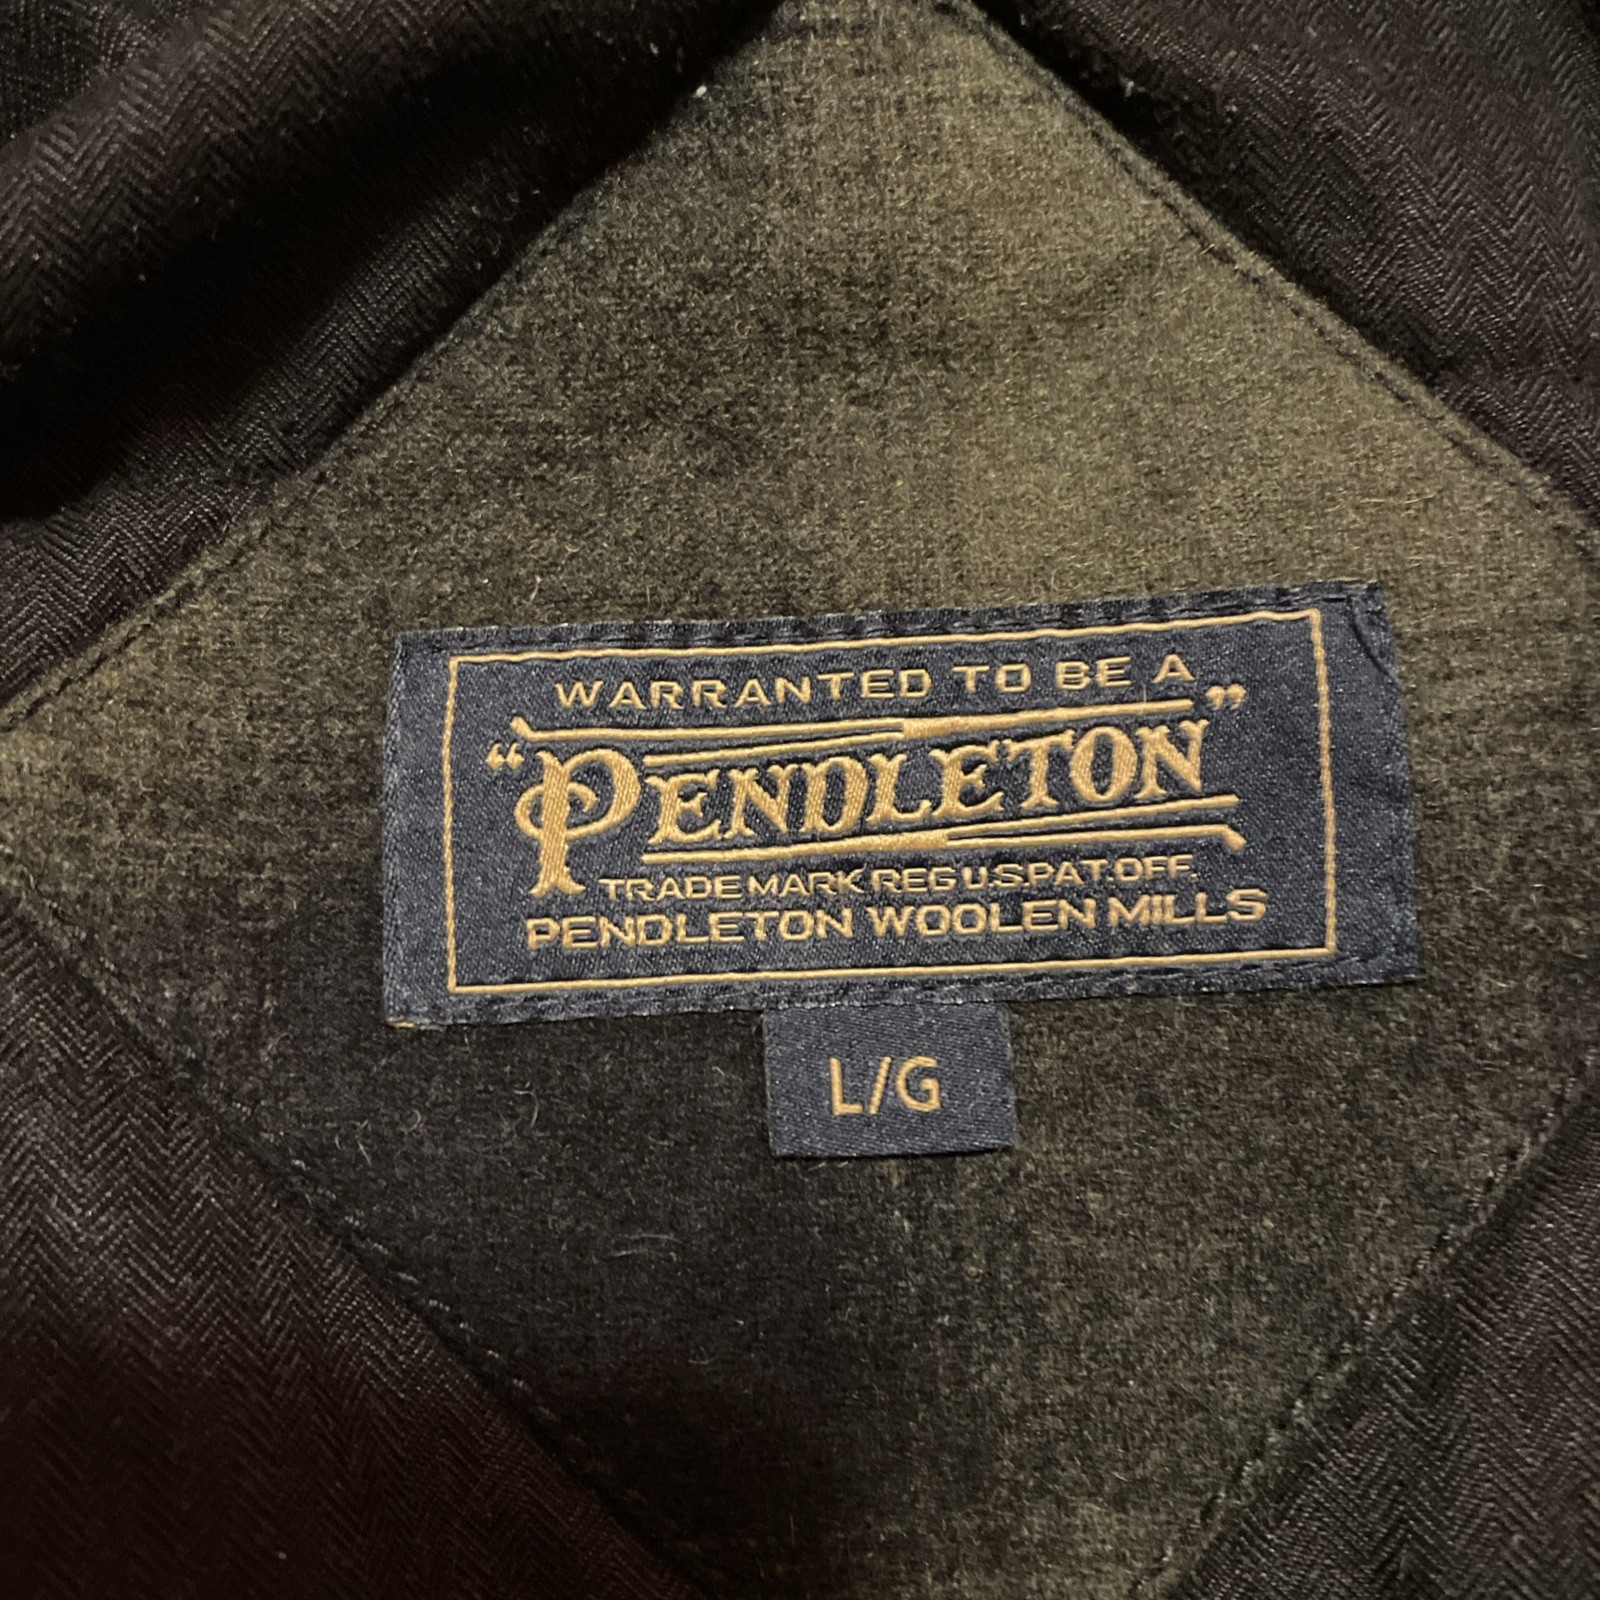 WARRANTED TO BE A
“PENDLETON”
TRADE MARK REG U.S.PAT.OFF.
PENDLETON WOOLEN MILLS
L/G